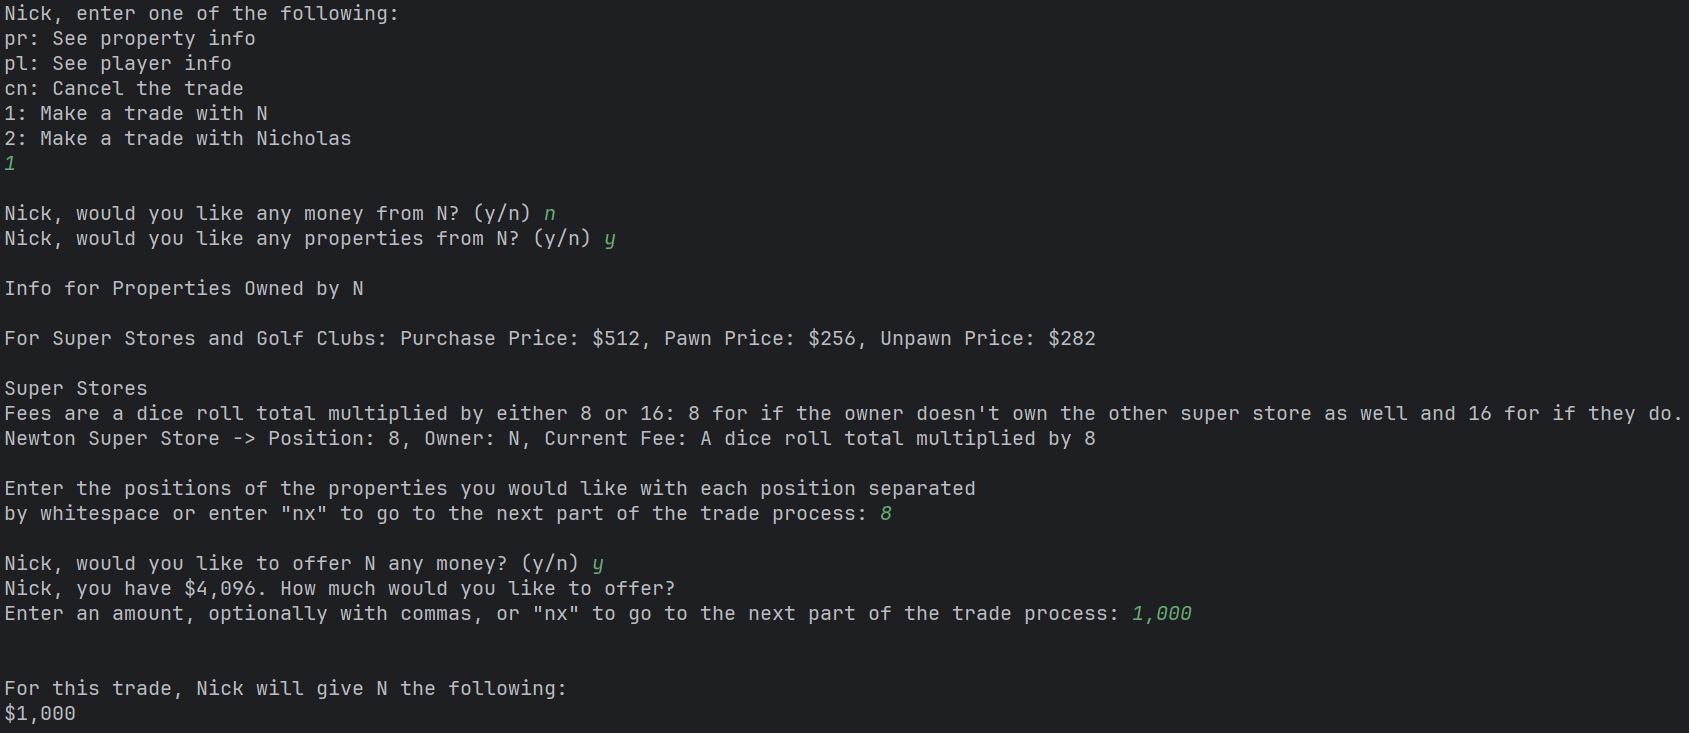 Nick, enter one of the following:
pr: See property info
pl: See player info
cn: Cancel the trade
1: Make a trade with N
2: Make a trade with Nicholas
1
Nick, would you like any money from N? (y/n) n
Nick, would you like any properties from N? (y/n) y
Info for Properties Owned by N
For Super Stores and Golf Clubs: Purchase Price: $512, Pawn Price: $256, Unpawn Price: $282
Super Stores
Fees are a dice roll total multiplied by either 8 or 16: 8 for if the owner doesn't own the other super store as well and 16 for if they do.
Newton Super Store -> Position: 8, Owner: N, Current Fee: A dice roll total multiplied by 8
Enter the positions of the properties you would like with each position separated
by whitespace or enter "nx" to go to the next part of the trade process: 8
Nick, would you like to offer N any money? (y/n) y
Nick, you have $4,096. How much would you like to offer?
Enter an amount, optionally with commas, or "nx" to go to the next part of the trade process: 1,000
For this trade, Nick will give N the following:
$1,000